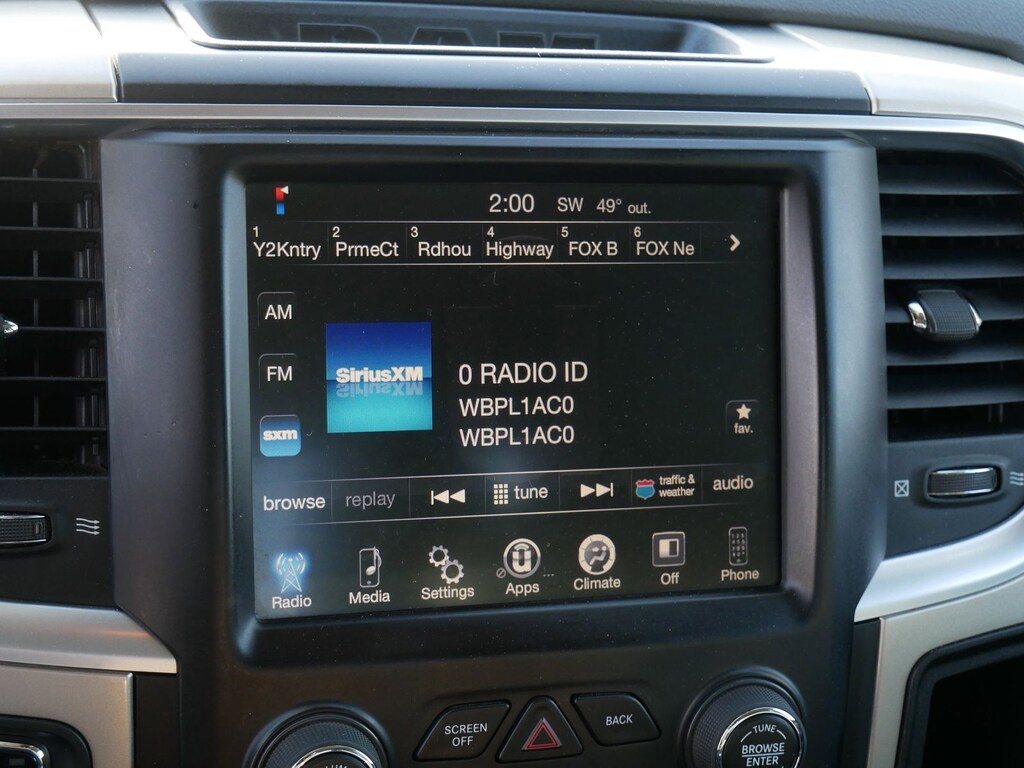 RAM
2:00 SW 49° out.
1 Y2Kntry 2 PrmeCt 3 Rdhou 4 Highway 5 FOX B 6 FOX Ne
AM
FM
sxm
SiriusXM
0 RADIO ID
WBPL1AC0
WBPL1AC0
fav.
browse replay tune traffic & weather audio
Radio Media Settings Apps Climate Off Phone
SCREEN OFF
BACK
TUNE
BROWSE
ENTER